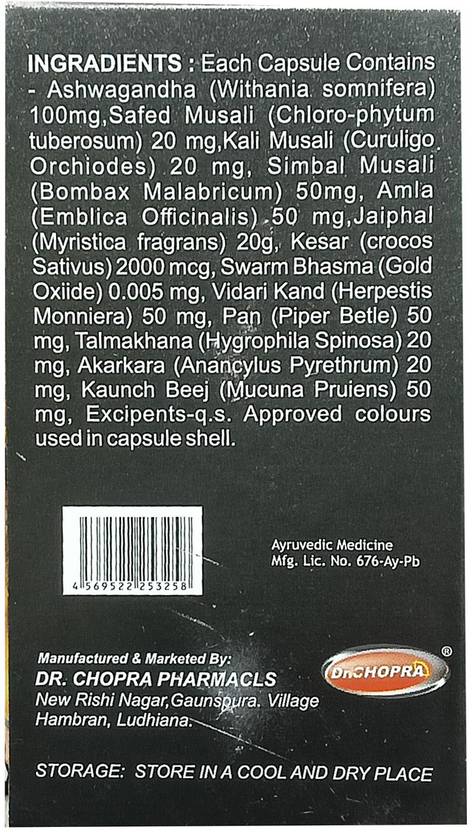 INGRADIENTS : Each Capsule Contains
- Ashwagandha (Withania somnifera)
100mg,Safed Musali (Chloro-phytum
tuberosum) 20 mg,Kali Musali (Curuligo
Orchiodes) 20 mg, Simbal Musali
(Bombax Malabricum) 50mg, Amla
(Emblica Officinalis) 50 mg,Jaiphal
(Myristica fragrans) 20g, Kesar (crocos
Sativus) 2000 mcg, Swarm Bhasma (Gold
Oxiide) 0.005 mg, Vidari Kand (Herpestis
Monniera) 50 mg, Pan (Piper Betle) 50
mg, Talmakhana (Hygrophila Spinosa) 20
mg, Akarkara (Anancylus Pyrethrum) 20
mg, Kaunch Beej (Mucuna Pruiens) 50
mg, Excipents-q.s. Approved colours
used in capsule shell.
4 569522 253258
Ayruvedic Medicine
Mfg. Lic. No. 676-Ay-Pb
Manufactured & Marketed By:
DR. CHOPRA PHARMACLS
New Rishi Nagar,Gaunspura. Village
Hambran, Ludhiana.
DR.CHOPRA ®
STORAGE: STORE IN A COOL AND DRY PLACE